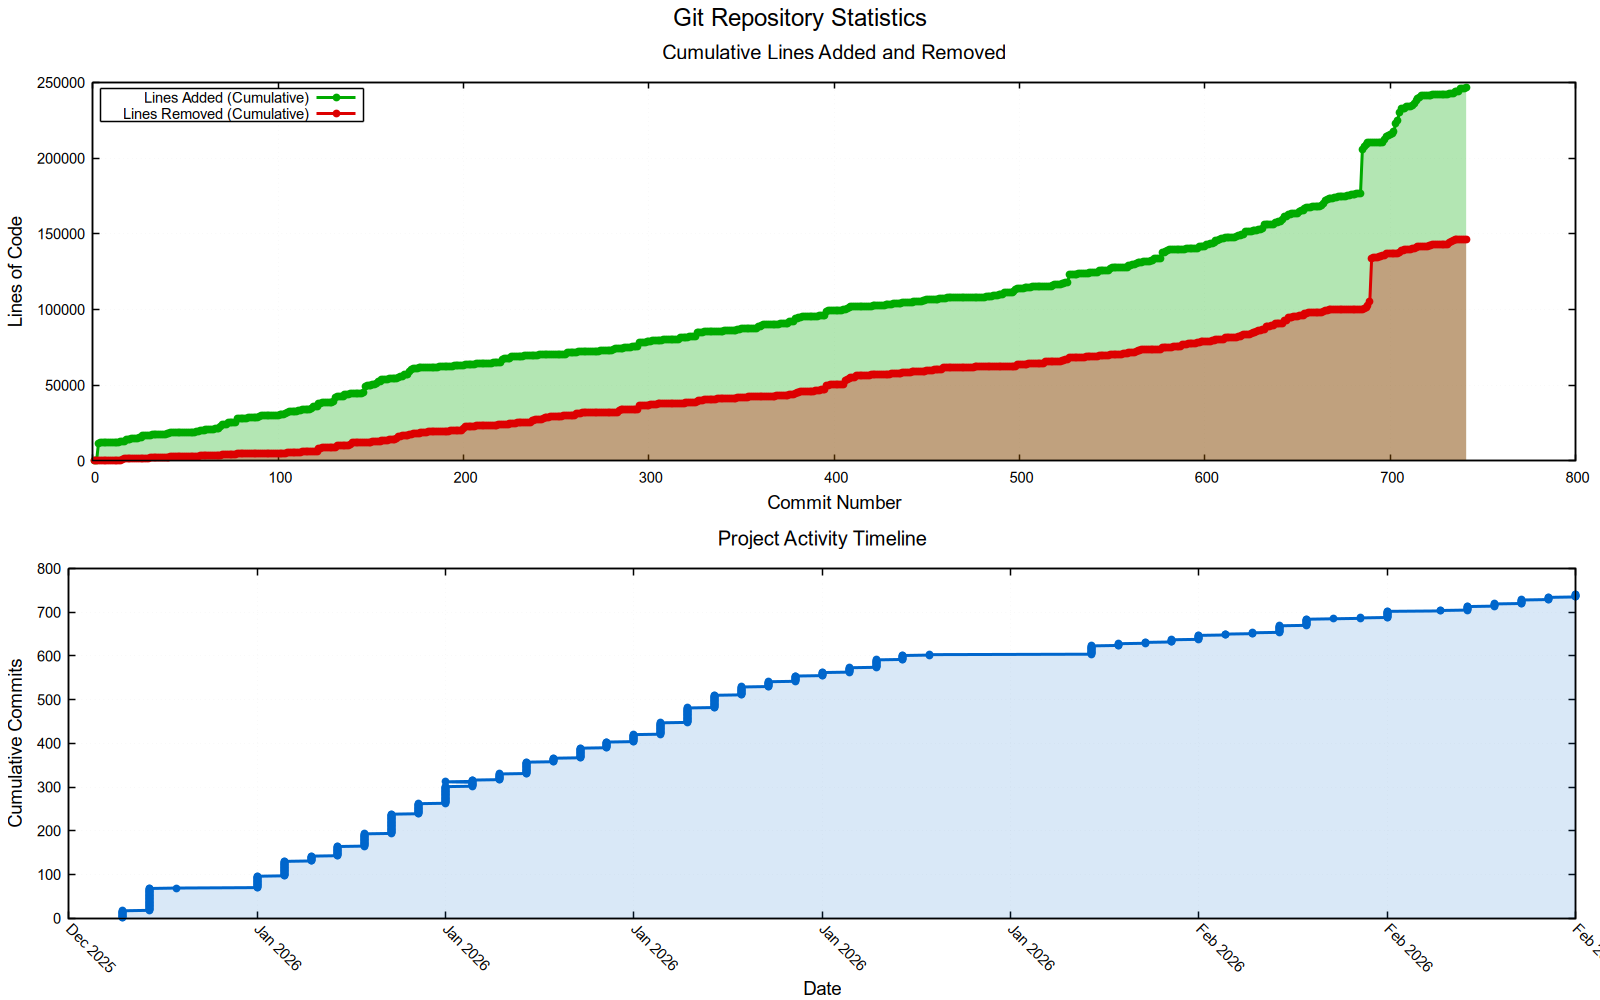 Git Repository Statistics
Cumulative Lines Added and Removed
Lines of Code
250000
200000
150000
100000
50000
0
Lines Added (Cumulative)
Lines Removed (Cumulative)
0 100 200 300 400 500 600 700 800
Commit Number
Project Activity Timeline
Cumulative Commits
800
700
600
500
400
300
200
100
0
Dec 2025 Jan 2026 Jan 2026 Jan 2026 Jan 2026 Jan 2026 Feb 2026 Feb 2026 Feb
Date